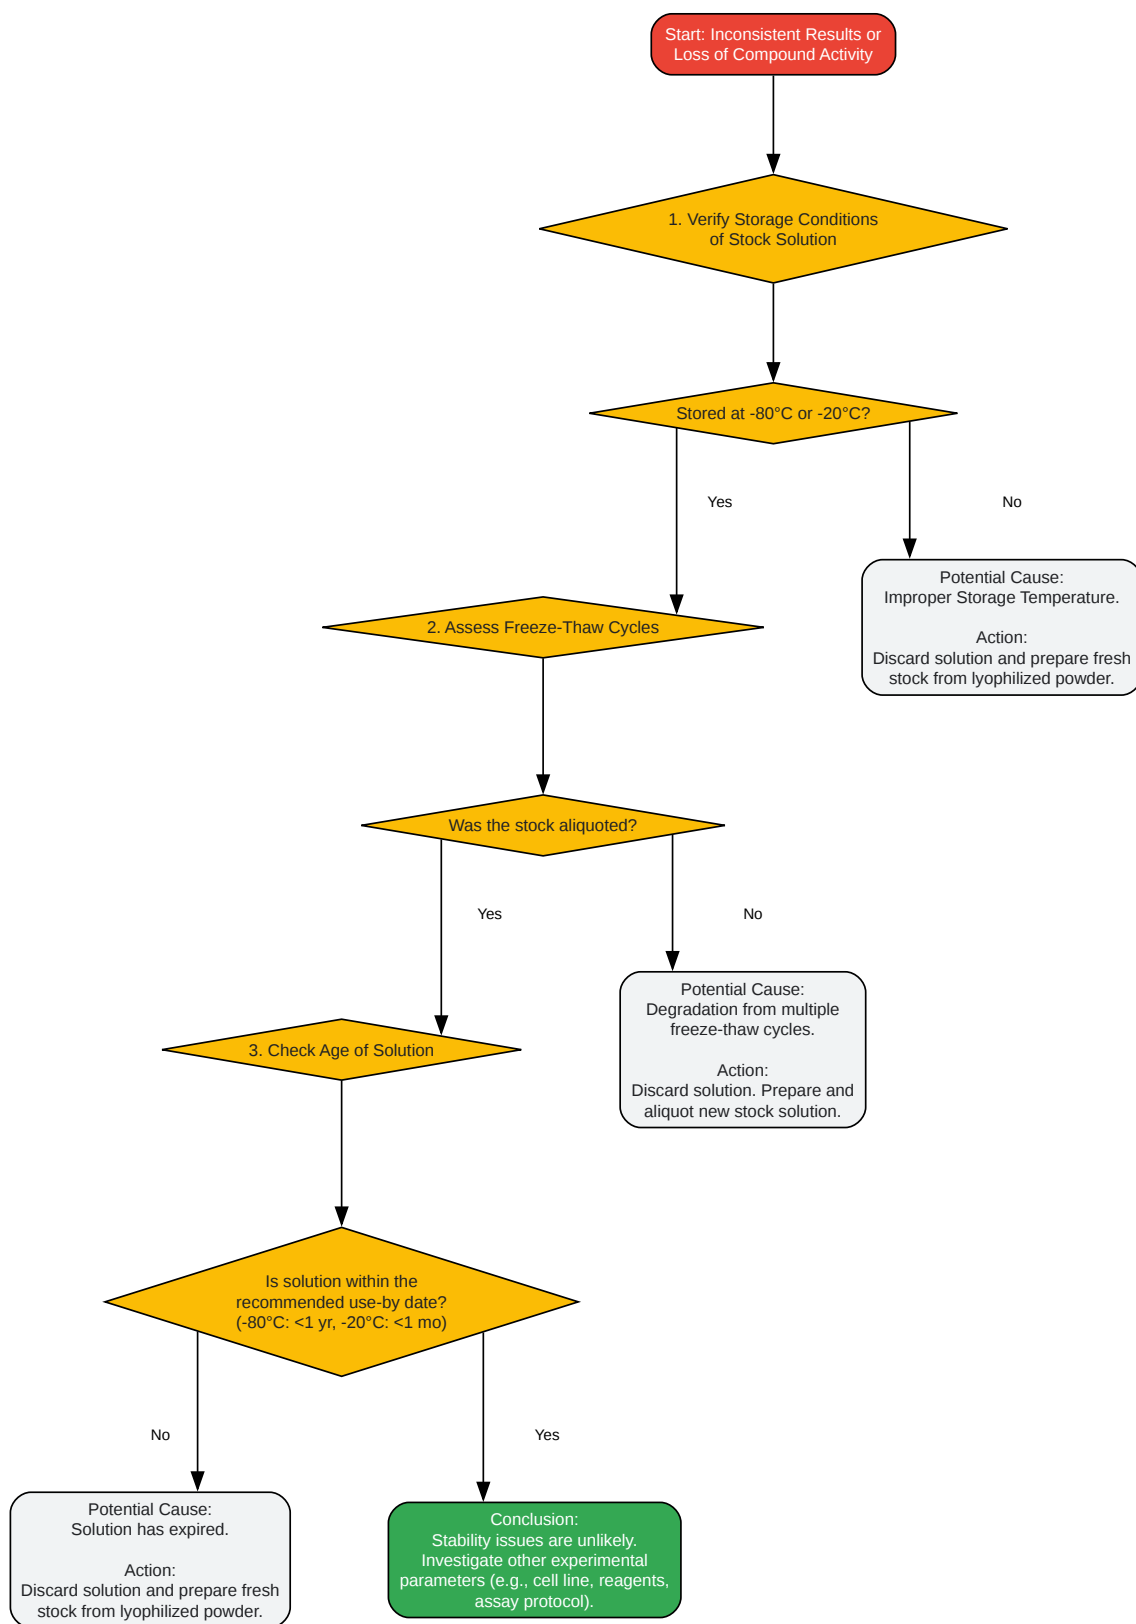 Start: Inconsistent Results or
Loss of Compound Activity
1. Verify Storage Conditions
of Stock Solution
Stored at -80°C or -20°C?
Yes
No
Potential Cause:
Improper Storage Temperature.
Action:
Discard solution and prepare fresh
stock from lyophilized powder.
2. Assess Freeze-Thaw Cycles
Was the stock aliquoted?
Yes
No
Potential Cause:
Degradation from multiple
freeze-thaw cycles.
Action:
Discard solution. Prepare and
aliquot new stock solution.
3. Check Age of Solution
Is solution within the
recommended use-by date?
(-80°C: <1 yr, -20°C: <1 mo)
No
Yes
Potential Cause:
Solution has expired.
Action:
Discard solution and prepare fresh
stock from lyophilized powder.
Conclusion:
Stability issues are unlikely.
Investigate other experimental
parameters (e.g., cell line, reagents,
assay protocol).